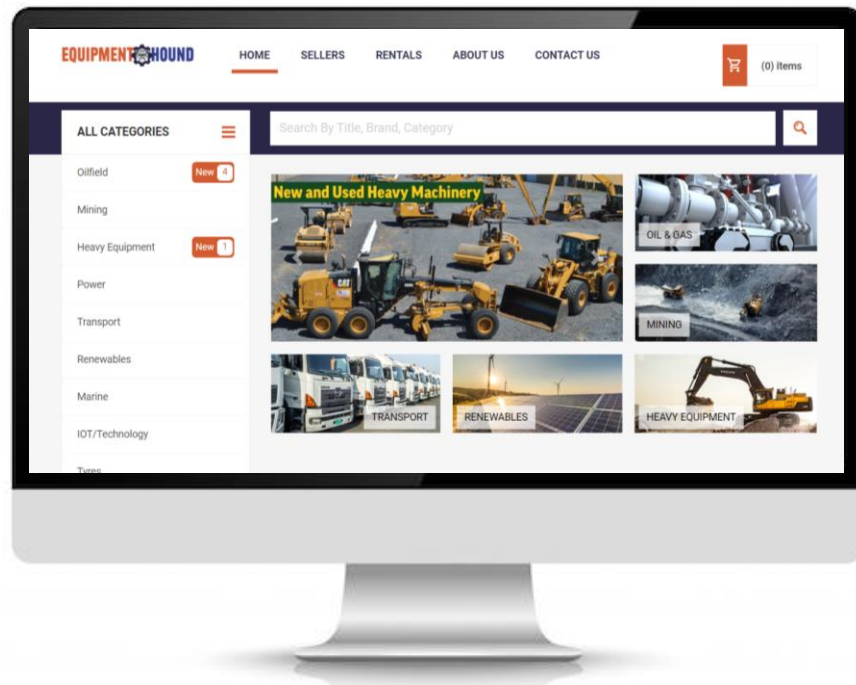 EQUIPMENT HOUND
HOME SELLERS RENTALS ABOUT US CONTACT US
(0) items
ALL CATEGORIES
Search By Title, Brand, Category
Oilfield New 4
Mining
Heavy Equipment New 1
Power
Transport
Renewables
Marine
IOT/Technology
Tyres
New and Used Heavy Machinery
CAT
OIL & GAS
MINING
TRANSPORT
RENEWABLES
HEAVY EQUIPMENT